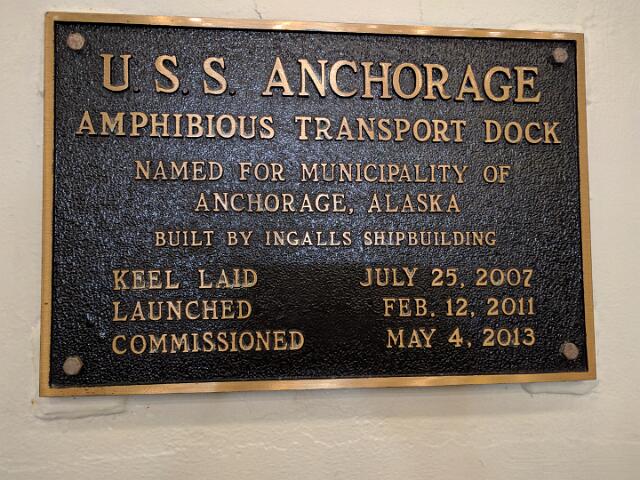 U.S.S. ANCHORAGE
AMPHIBIOUS TRANSPORT DOCK
NAMED FOR MUNICIPALITY OF
ANCHORAGE, ALASKA
BUILT BY INGALLS SHIPBUILDING
KEEL LAID JULY 25, 2007
LAUNCHED FEB. 12, 2011
COMMISSIONED MAY 4, 2013